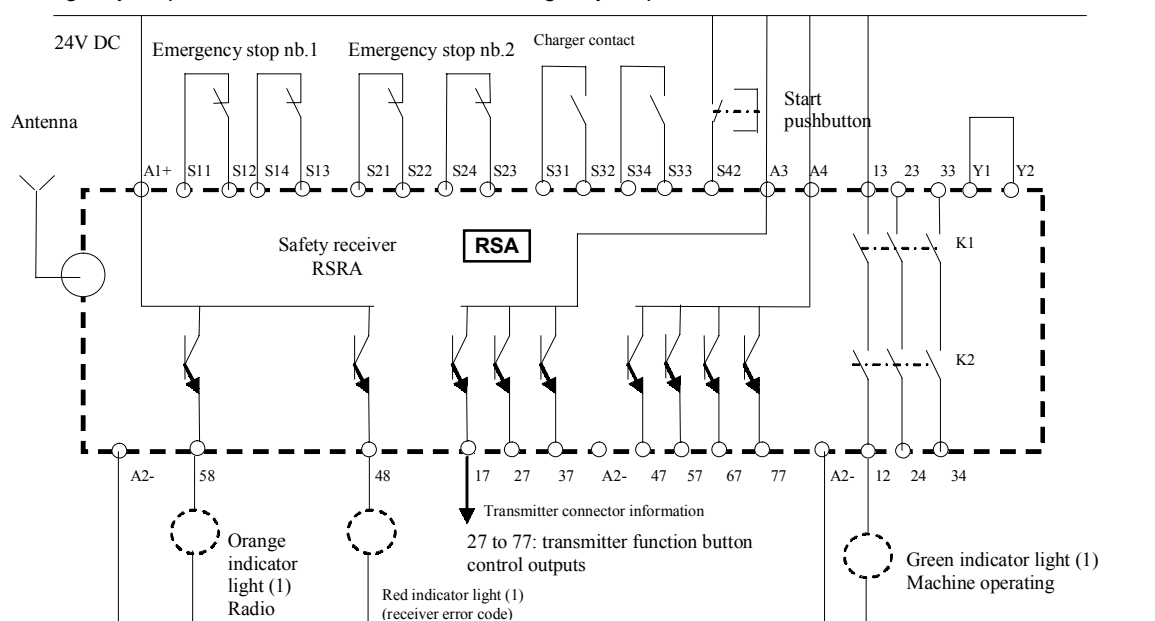 24V DC
Emergency stop nb.1
Emergency stop nb.2
Charger contact
Start
pushbutton
Antenna
A1+ S11 S12 S14 S13 S21 S22 S24 S23 S31 S32 S34 S33 S42 A3 A4 13 23 33 Y1 Y2
Safety receiver
RSRA
RSA
K1
K2
A2- 58 48 17 27 37 A2- 47 57 67 77 A2- 12 24 34
Transmitter connector information
27 to 77: transmitter function button
control outputs
Orange
indicator
light (1)
Radio
Red indicator light (1)
(receiver error code)
Green indicator light (1)
Machine operating